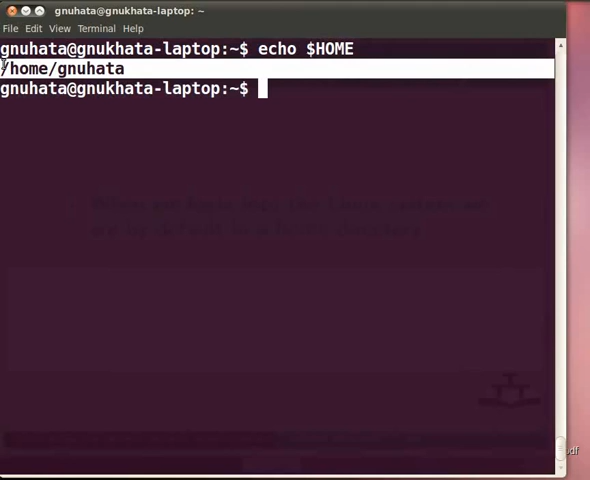 gnuhata@gnukhata-laptop: ~
File Edit View Terminal Help
gnuhata@gnukhata-laptop:~$ echo $HOME
/home/gnuhata
gnuhata@gnukhata-laptop:~$